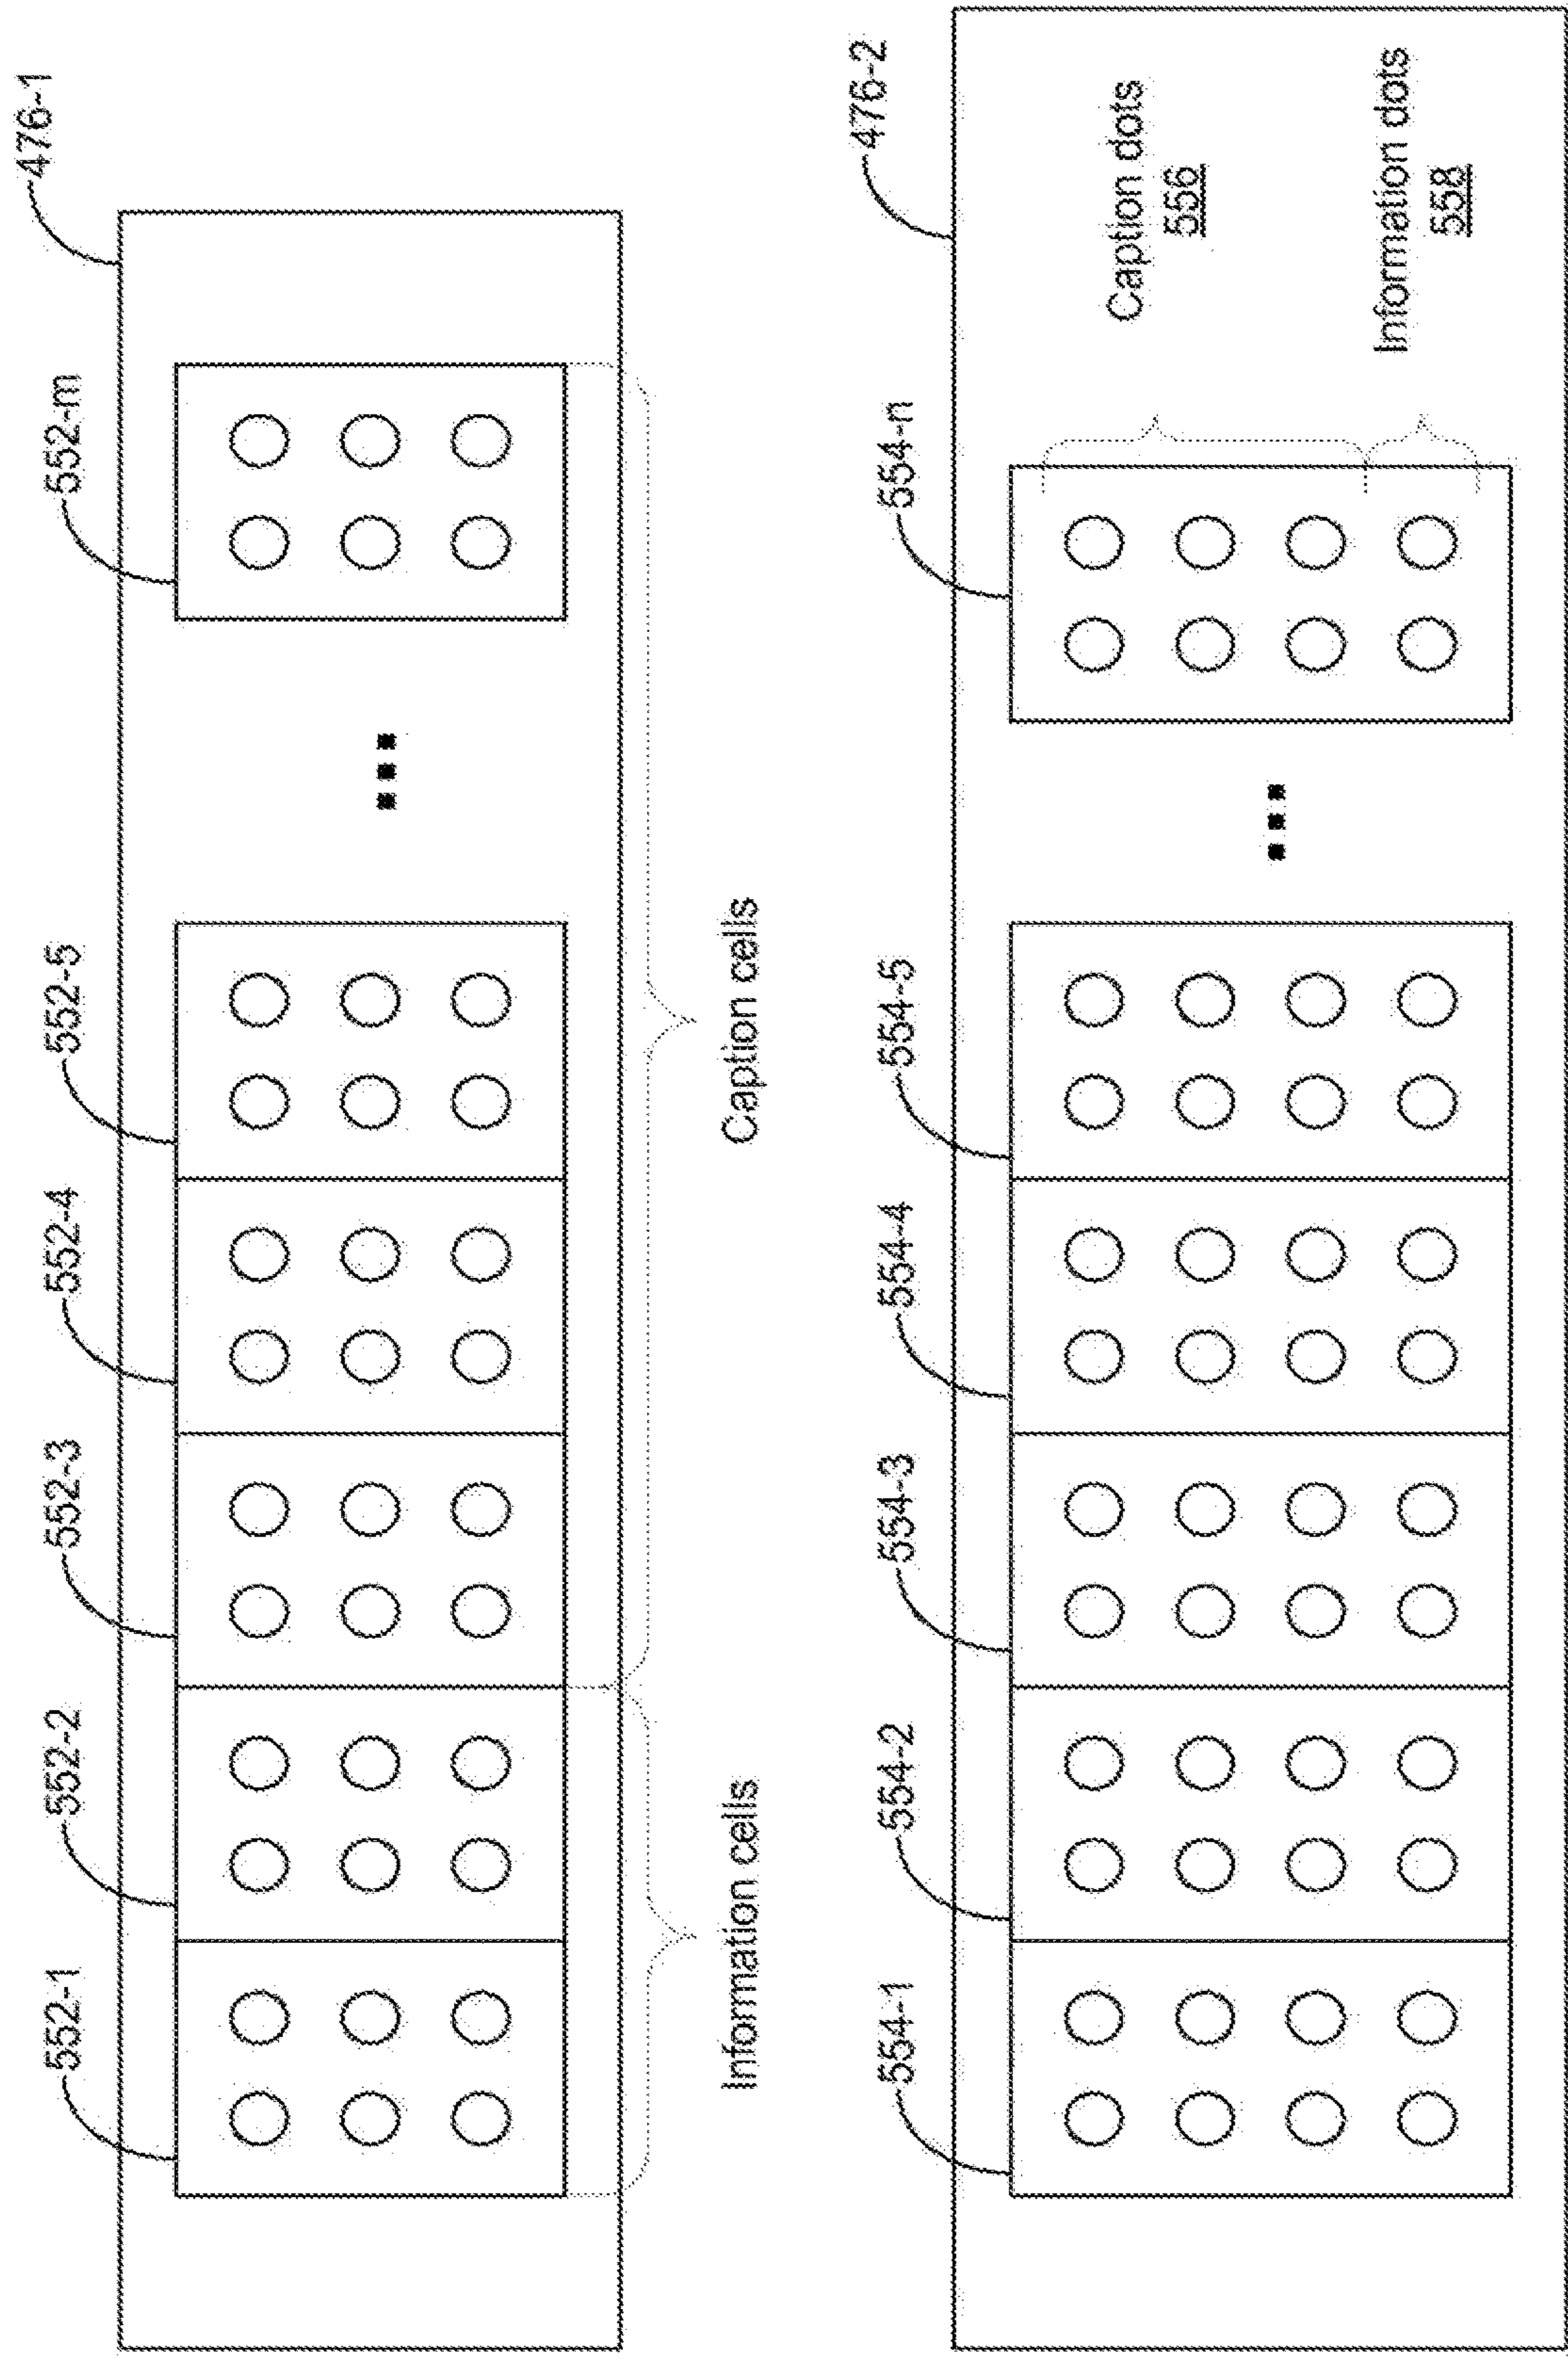 476-1
552-1
552-2
552-3
552-4
552-5
552-m
Information cells
Caption cells
476-2
554-1
554-2
554-3
554-4
554-5
554-n
Caption dots
556
Information dots
558